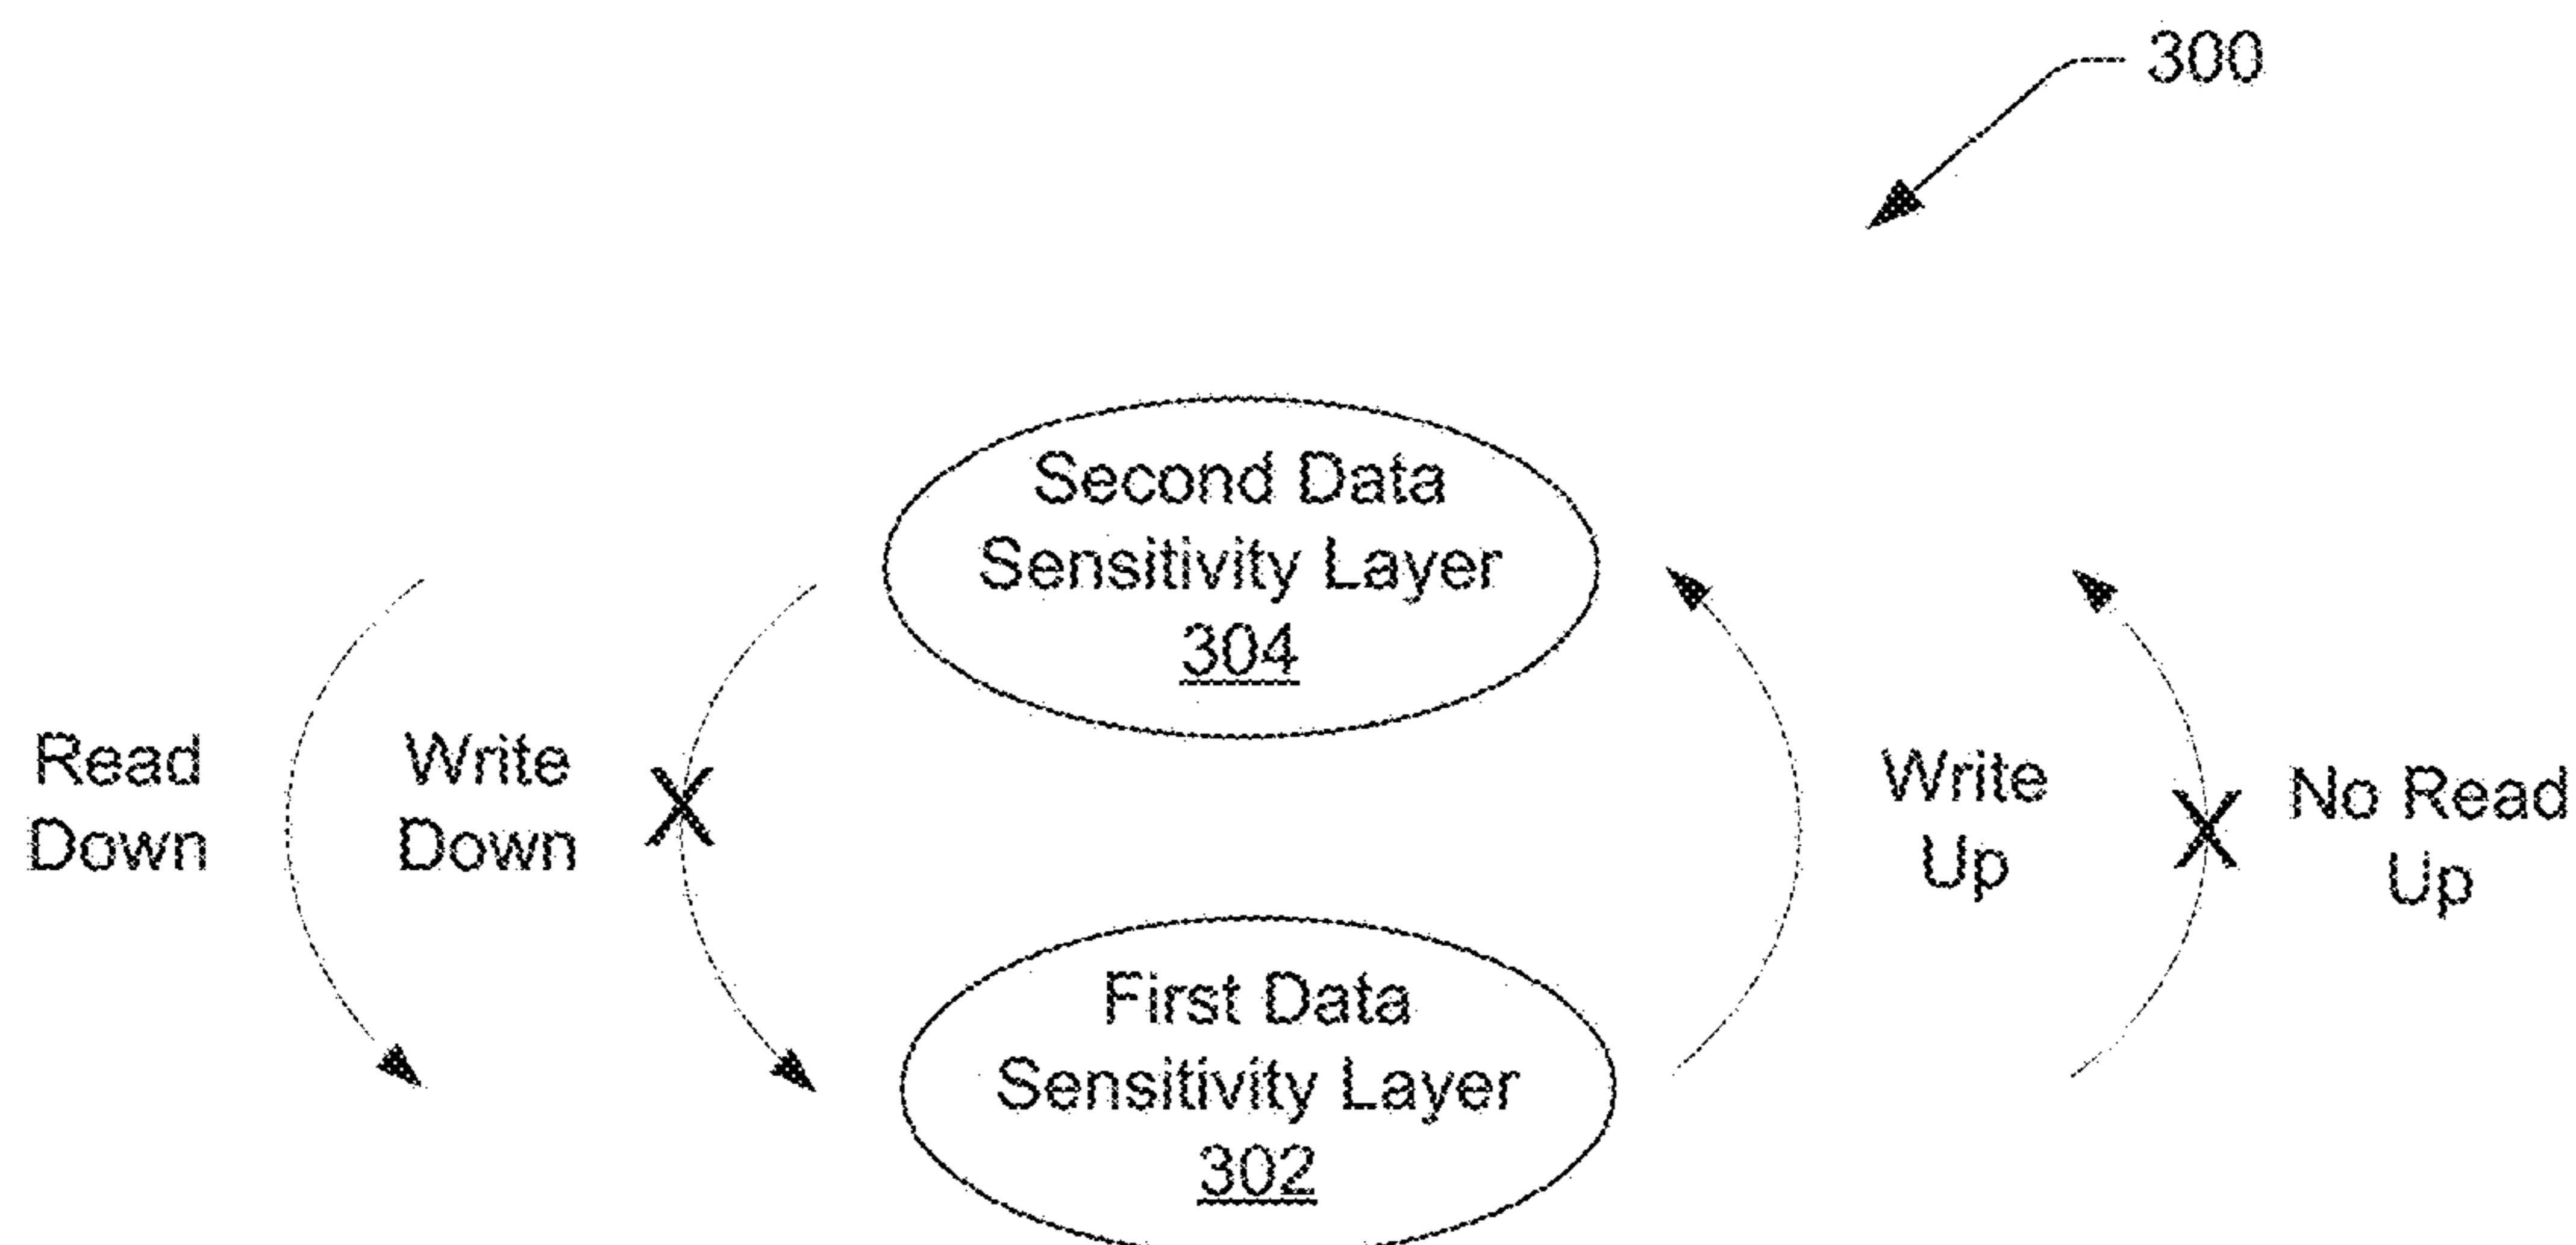 300
Second Data
Sensitivity Layer
304
Read
Down
Write
Down
Write
Up
No Read
Up
First Data
Sensitivity Layer
302